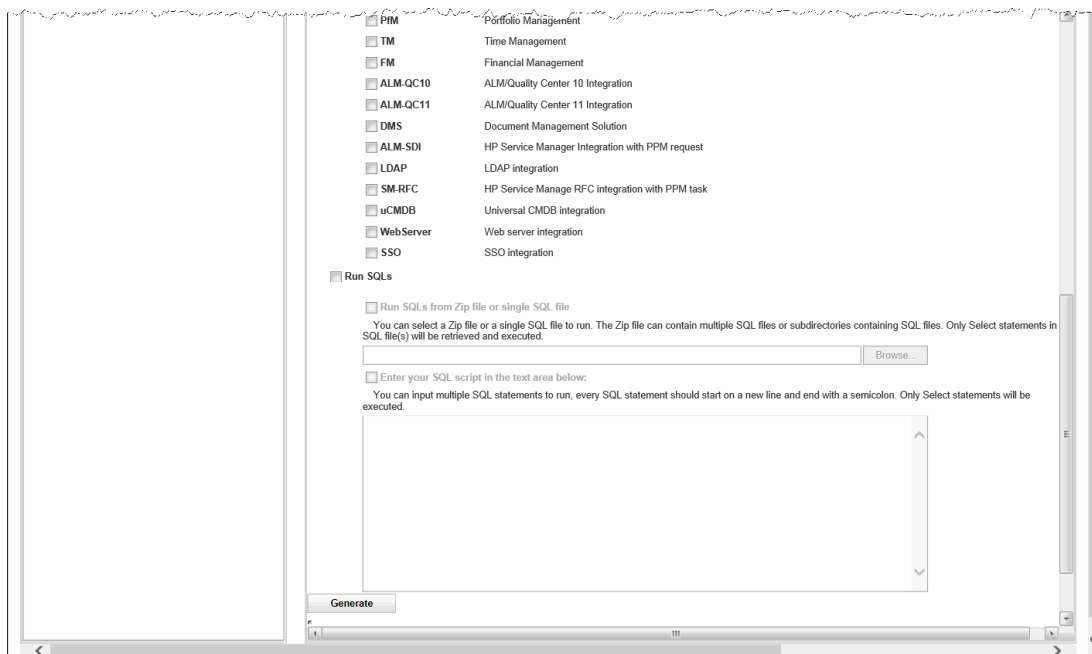 PfM Portfolio Management
TM Time Management
FM Financial Management
ALM-QC10 ALM/Quality Center 10 Integration
ALM-QC11 ALM/Quality Center 11 Integration
DMS Document Management Solution
ALM-SDI HP Service Manager Integration with PPM request
LDAP LDAP integration
SM-RFC HP Service Manage RFC integration with PPM task
uCMDB Universal CMDB integration
WebServer Web server integration
SSO SSO integration
Run SQLs
Run SQLs from Zip file or single SQL file
You can select a Zip file or a single SQL file to run. The Zip file can contain multiple SQL files or subdirectories containing SQL files. Only Select statements in
SQL file(s) will be retrieved and executed.
Browse...
Enter your SQL script in the text area below:
You can input multiple SQL statements to run, every SQL statement should start on a new line and end with a semicolon. Only Select statements will be
executed.
Generate